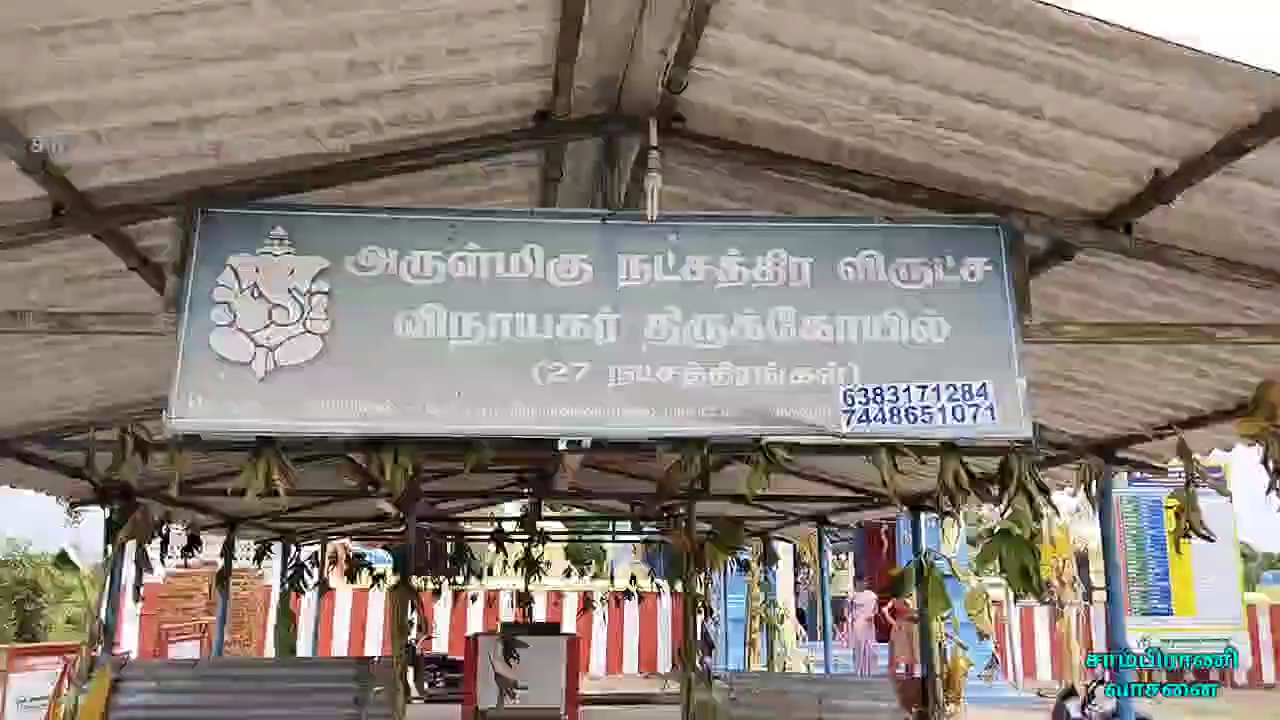 அருள்மிகு நட்சத்திர விருட்ச
விநாயகர் திருக்கோயில்
(27 நட்சத்திரங்கள்)
6383171284
7448651071
சாம்பிராணி
வாசனை